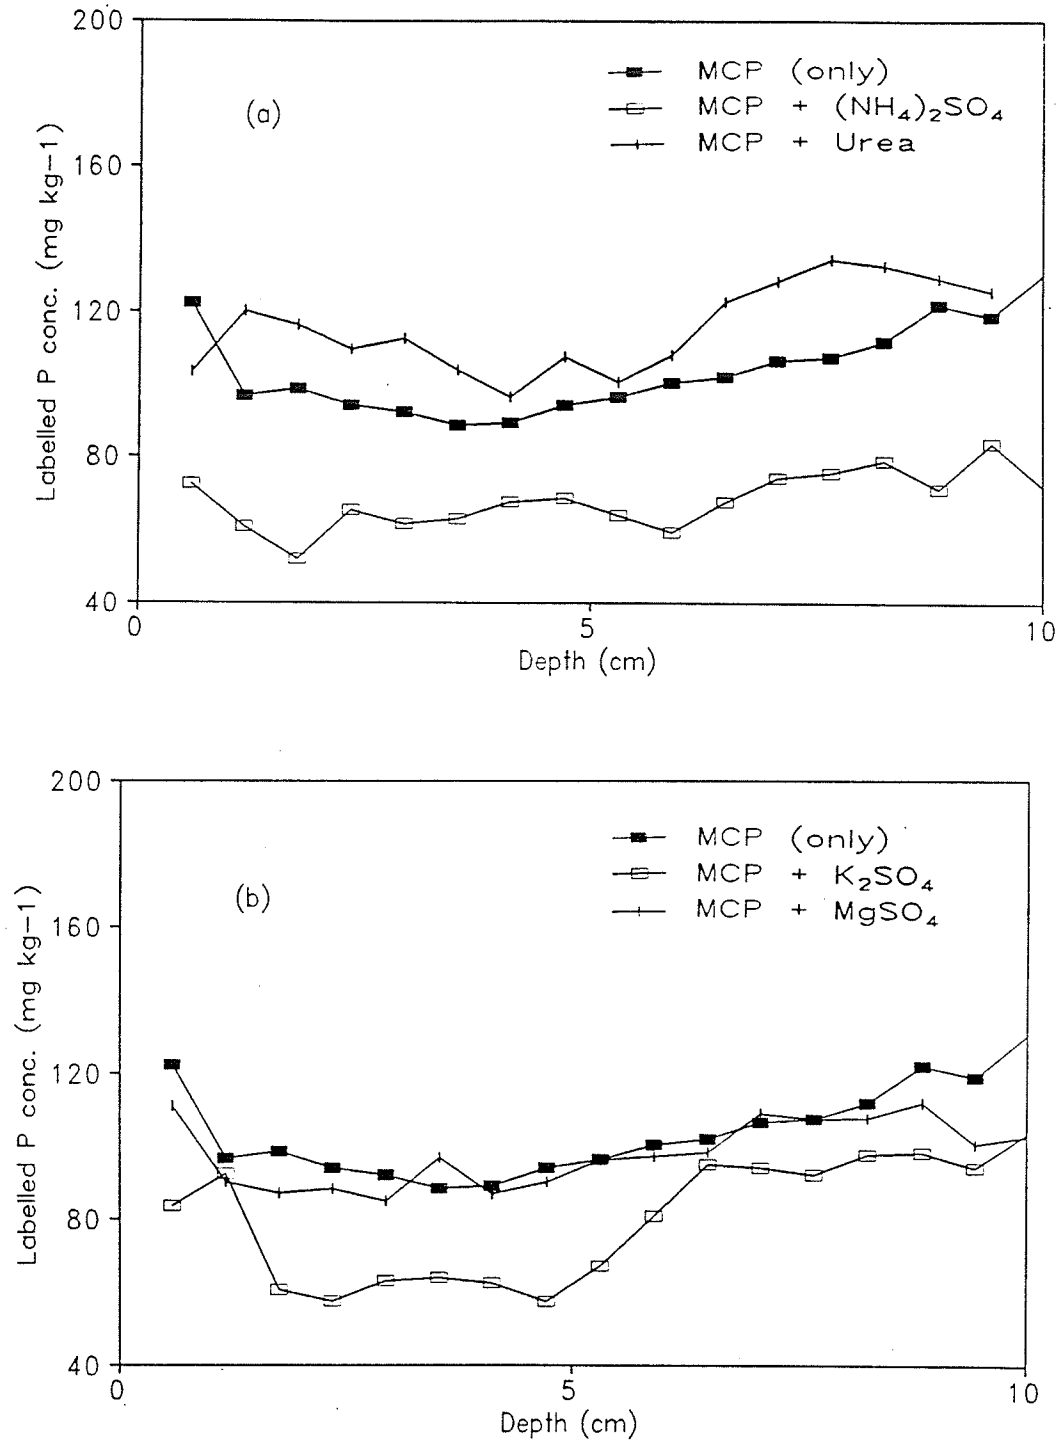 200
160
120
80
40
Labelled P conc. (mg kg-1)
(a)
MCP (only)
MCP + (NH₄)₂SO₄
MCP + Urea
0
5
10
Depth (cm)
200
160
120
80
40
Labelled P conc. (mg kg-1)
(b)
MCP (only)
MCP + K₂SO₄
MCP + MgSO₄
0
5
10
Depth (cm)